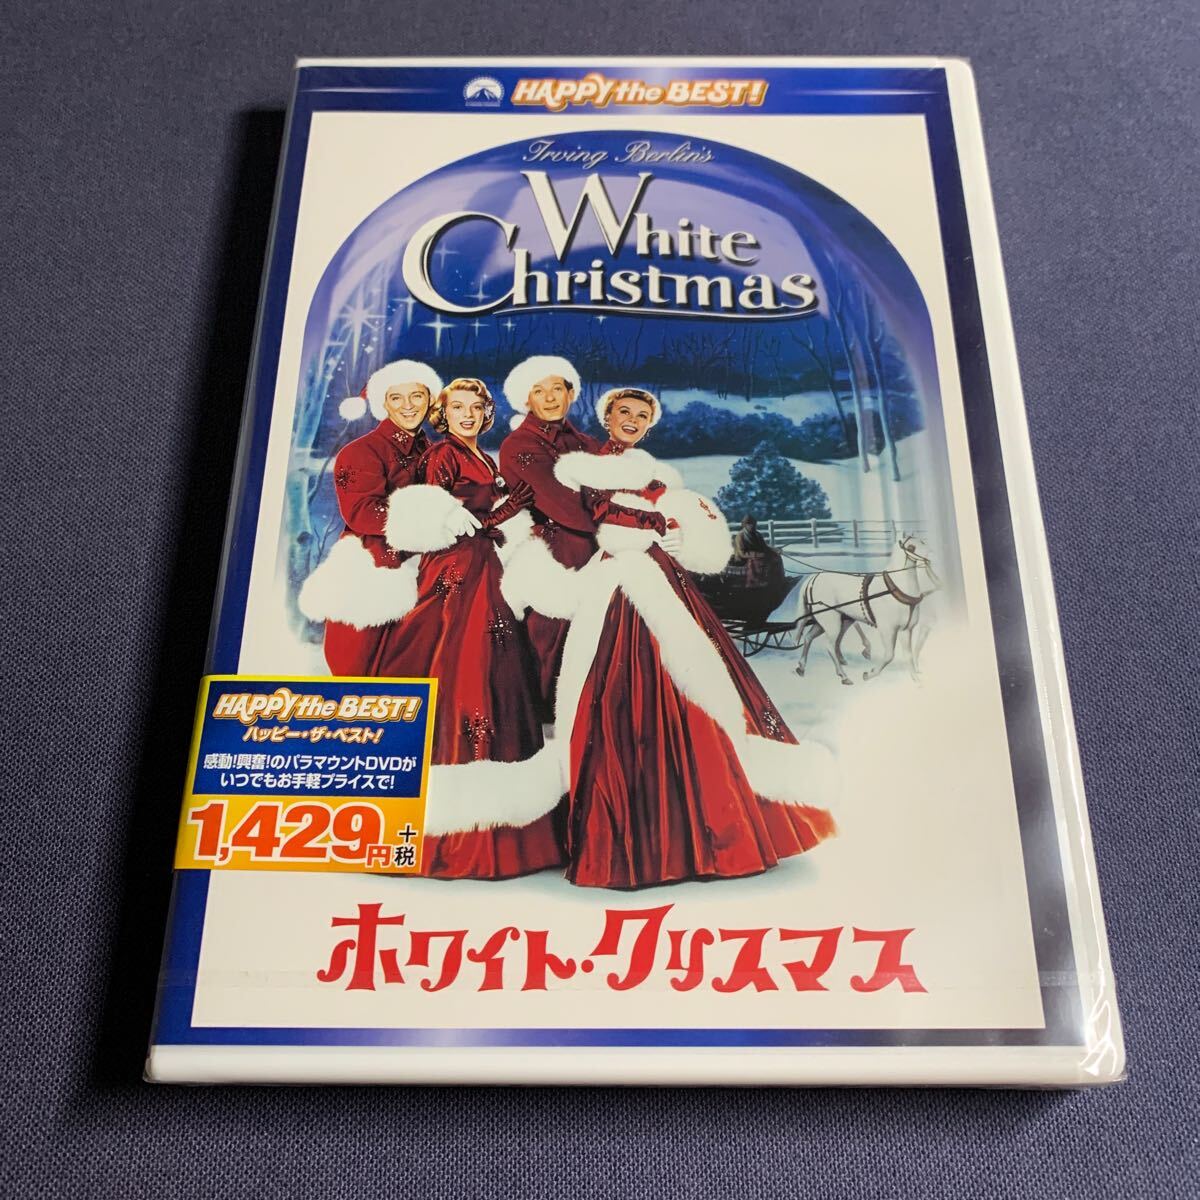 HAPPY the BEST!
Irving Berlin's
White
Christmas
HAPPY the BEST!
ハッピー・ザ・ベスト!
感動!興奮!のパラマウントDVDが
いつでもお手軽プライスで!
1,429円+税
ホワイト・クリスマス